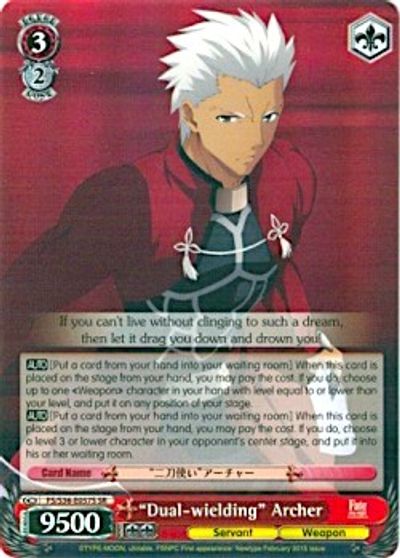 3
2
If you can't live without clinging to such a dream,
then let it drag you down and drown you!
AUTO [Put a card from your hand into your waiting room] When this card is
placed on the stage from your hand, you may pay the cost. If you do, choose
up to one <Weapon> character in your hand with level equal to or lower than
your level, and put it on any position of your stage.
AUTO [Put a card from your hand into your waiting room] When this card is
placed on the stage from your hand, you may pay the cost. If you do, choose
a level 3 or lower character in your opponent's center stage, and put it into
his or her waiting room.
Card Name "二刀使い"アーチャー
"Dual-wielding" Archer
9500
Servant Weapon